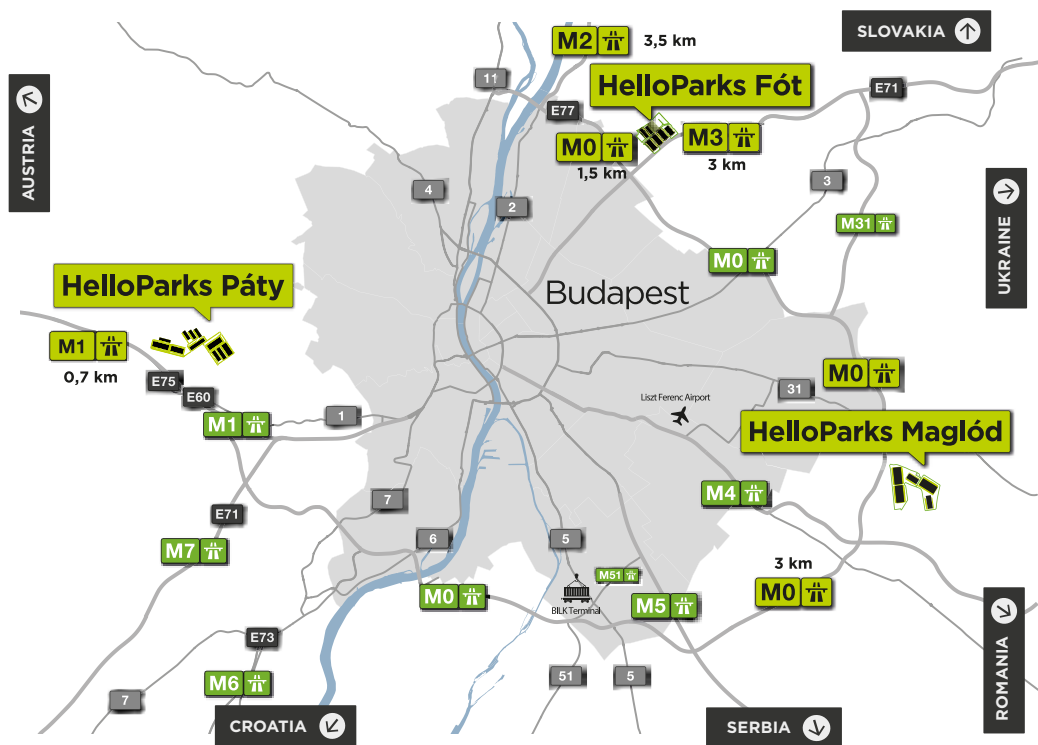 M2
3,5 km
SLOVAKIA
11
E77
HelloParks Fót
E71
AUSTRIA
M0
1,5 km
M3
3 km
4
2
3
UKRAINE
M31
M0
HelloParks Páty
Budapest
M1
0,7 km
E75
E60
M0
31
Liszt Ferenc Airport
M1
1
HelloParks Maglód
7
M4
E71
M7
6
5
3 km
M51
M0
BILK Terminal
M5
M0
E73
ROMANIA
M6
7
51
5
CROATIA
SERBIA